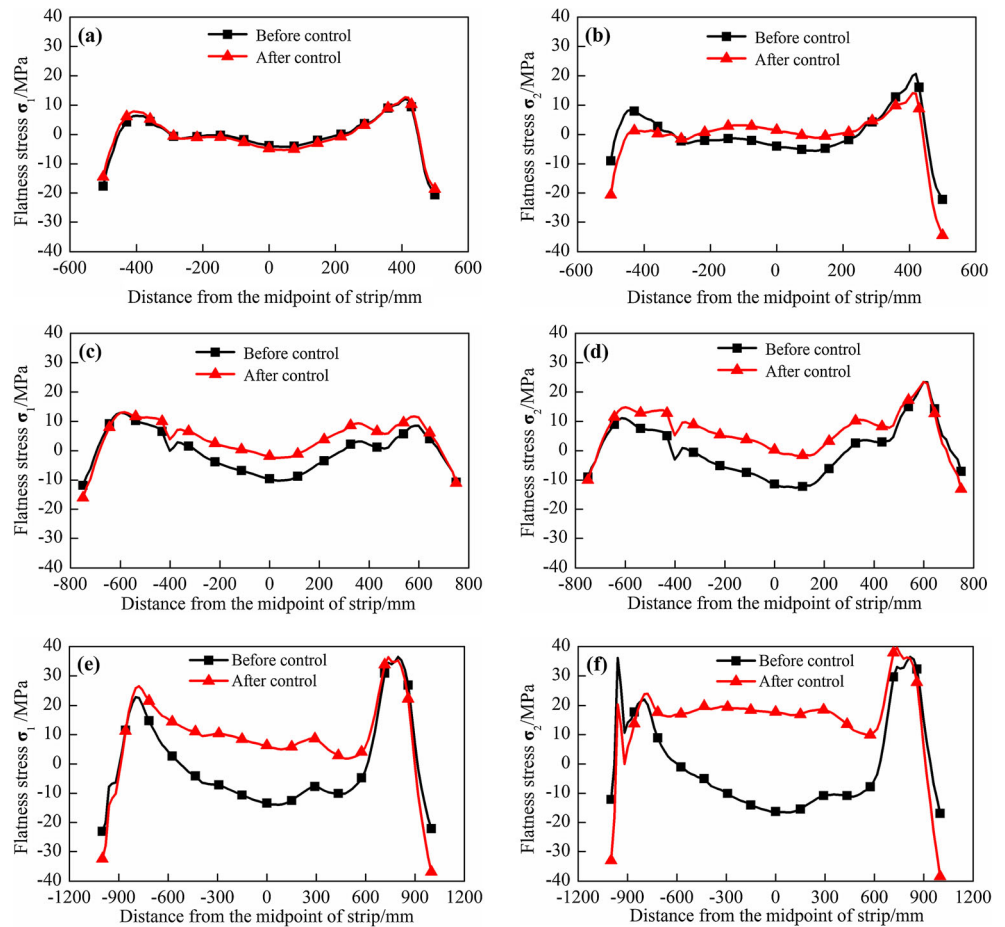 (a)
Before control
After control
Flatness stress σ1/MPa
40
30
20
10
0
-10
-20
-30
-40
-600 -400 -200 0 200 400 600
Distance from the midpoint of strip/mm
(b)
Before control
After control
Flatness stress σ2/MPa
40
30
20
10
0
-10
-20
-30
-40
-600 -400 -200 0 200 400 600
Distance from the midpoint of strip/mm
(c)
Before control
After control
Flatness stress σ1/MPa
40
30
20
10
0
-10
-20
-30
-40
-800 -600 -400 -200 0 200 400 600 800
Distance from the midpoint of strip/mm
(d)
Before control
After control
Flatness stress σ2/MPa
40
30
20
10
0
-10
-20
-30
-40
-800 -600 -400 -200 0 200 400 600 800
Distance from the midpoint of strip/mm
(e)
Before control
After control
Flatness stress σ1 /MPa
40
30
20
10
0
-10
-20
-30
-40
-1200 -900 -600 -300 0 300 600 900 1200
Distance from the midpoint of strip/mm
(f)
Before control
After control
Flatness stress σ2/MPa
40
30
20
10
0
-10
-20
-30
-40
-1200 -900 -600 -300 0 300 600 900 1200
Distance from the midpoint of strip/mm